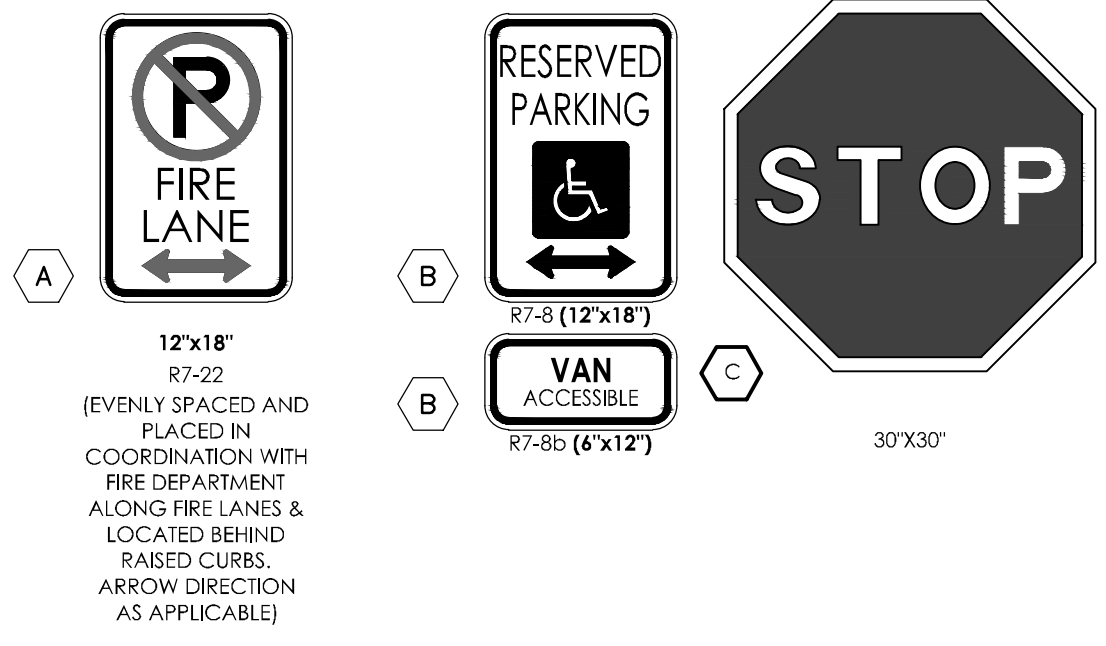 P
FIRE
LANE
A
12"x18"
R7-22
(EVENLY SPACED AND
PLACED IN
COORDINATION WITH
FIRE DEPARTMENT
ALONG FIRE LANES &
LOCATED BEHIND
RAISED CURBS.
ARROW DIRECTION
AS APPLICABLE)
RESERVED
PARKING
B
R7-8 (12"x18")
VAN
ACCESSIBLE
B
R7-8b (6"x12")
STOP
C
30"X30"